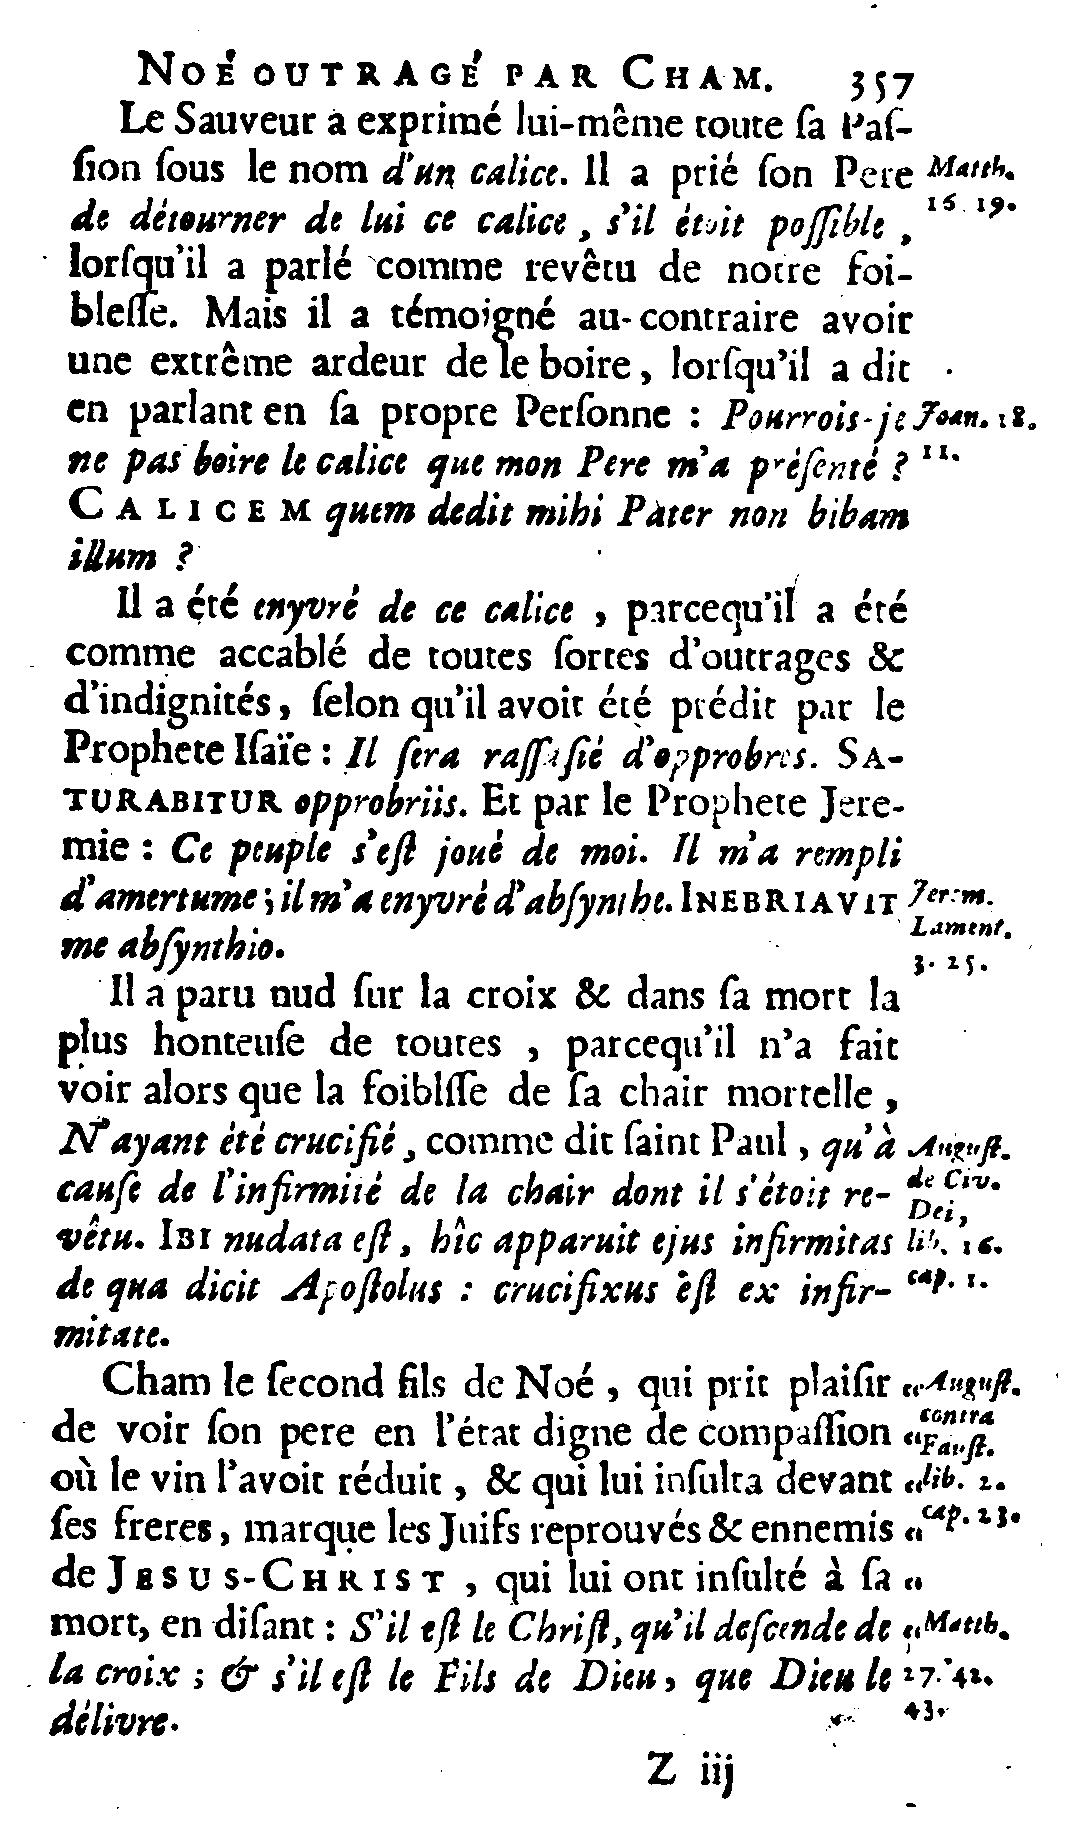 NOÉ OUTRAGÉ PAR CHAM. 357
Le Sauveur a exprimé lui-même toute ſa Paſ-
ſion ſous le nom d'un calice. Il a prié ſon Pere Matth.
de détourner de lui ce calice, s'il étoit poſſible, 16. 19.
lorſqu'il a parlé comme revêtu de notre foi-
bleſſe. Mais il a témoigné au-contraire avoir
une extrême ardeur de le boire, lorſqu'il a dit
en parlant en ſa propre Perſonne : Pourrois-je Joan. 18.
ne pas boire le calice que mon Pere m'a préſenté ? 11.
CALICEM quem dedit mihi Pater non bibam
illum ?
Il a été enyvré de ce calice, parcequ'il a été
comme accablé de toutes ſortes d'outrages &
d'indignités, ſelon qu'il avoit été prédit par le
Prophete Iſaïe : Il ſera raſſaſié d'opprobres. SA-
TURABITUR opprobriis. Et par le Prophete Jere-
mie : Ce peuple s'eſt joué de moi. Il m'a rempli
d'amertume ; il m'a enyvré d'abſynthe. INEBRIAVIT Jerem.
me abſynthio. Lament.
3. 25.
Il a paru nud ſur la croix & dans ſa mort la
plus honteuſe de toutes, parcequ'il n'a fait
voir alors que la foiblſſe de ſa chair mortelle,
N'ayant été crucifié, comme dit ſaint Paul, qu'à Auguſt.
cauſe de l'infirmité de la chair dont il s'étoit re- de Civ.
Dei,
vêtu. IBI nudata eſt, hîc apparuit ejus infirmitas lib. 16.
de qua dicit Apoſtolus : crucifixus eſt ex infir- cap. 1.
mitate.
Cham le ſecond fils de Noé, qui prit plaiſir „ Auguſt.
de voir ſon pere en l'état digne de compaſſion „ contra
Fauſt.
où le vin l'avoit réduit, & qui lui inſulta devant „ lib. 2.
ſes freres, marque les Juifs reprouvés & ennemis „ cap. 23.
de JESUS-CHRIST, qui lui ont inſulté à ſa „
mort, en diſant : S'il eſt le Chriſt, qu'il deſcende de „ Matth.
la croix ; & s'il eſt le Fils de Dieu, que Dieu le 27. 42.
délivre. 43.
Z iij